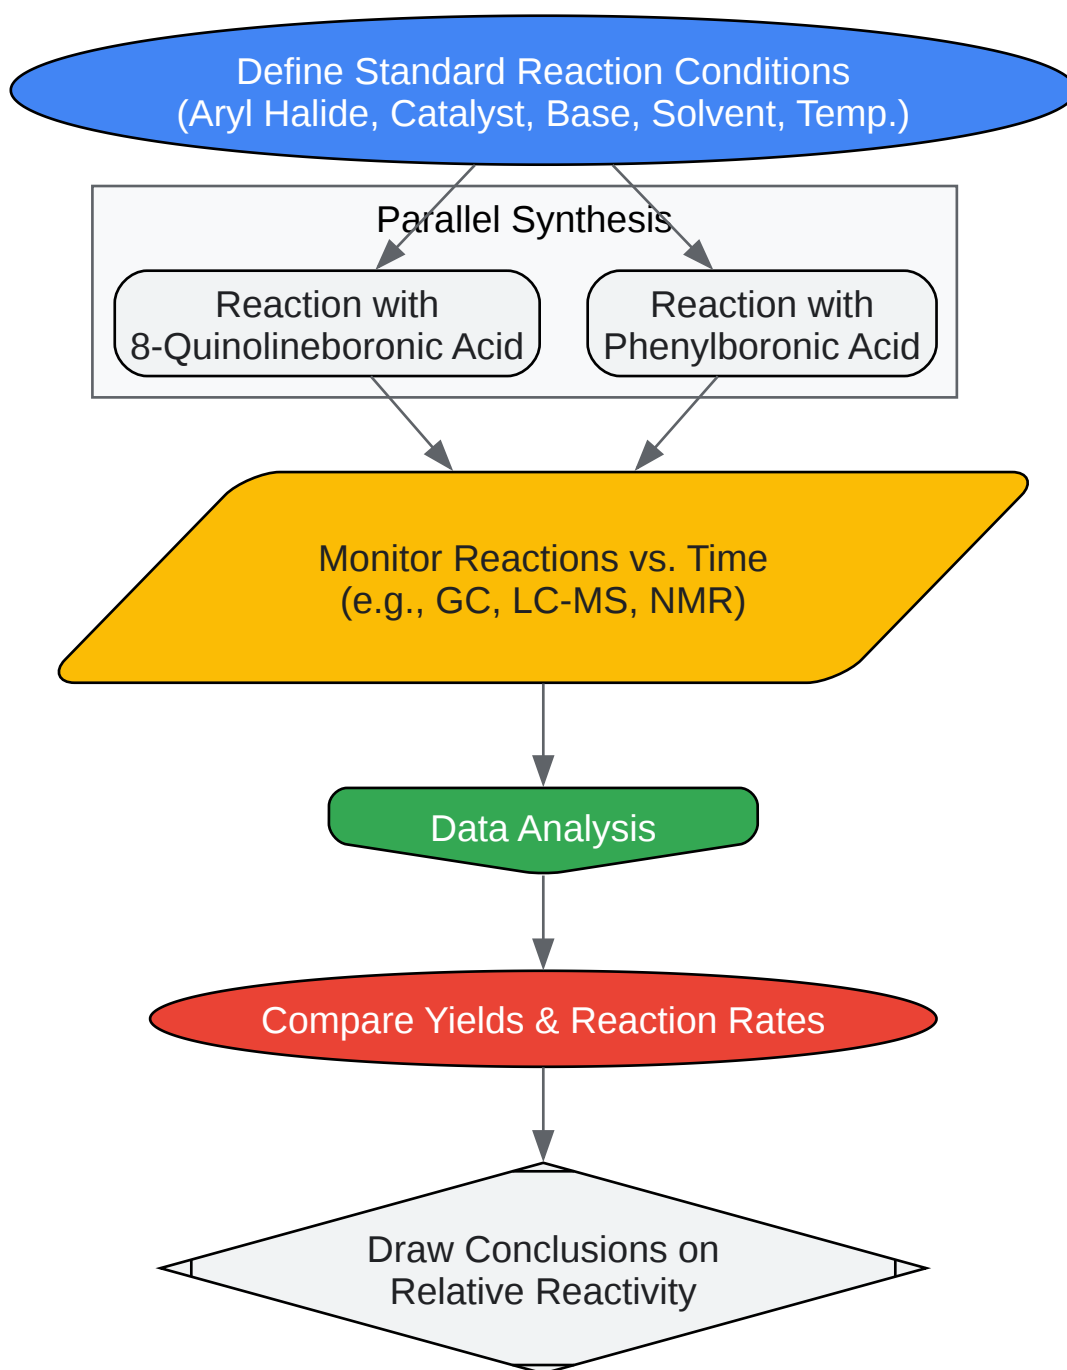 Define Standard Reaction Conditions
(Aryl Halide, Catalyst, Base, Solvent, Temp.)
Parallel Synthesis
Reaction with
8-Quinolineboronic Acid
Reaction with
Phenylboronic Acid
Monitor Reactions vs. Time
(e.g., GC, LC-MS, NMR)
Data Analysis
Compare Yields & Reaction Rates
Draw Conclusions on
Relative Reactivity